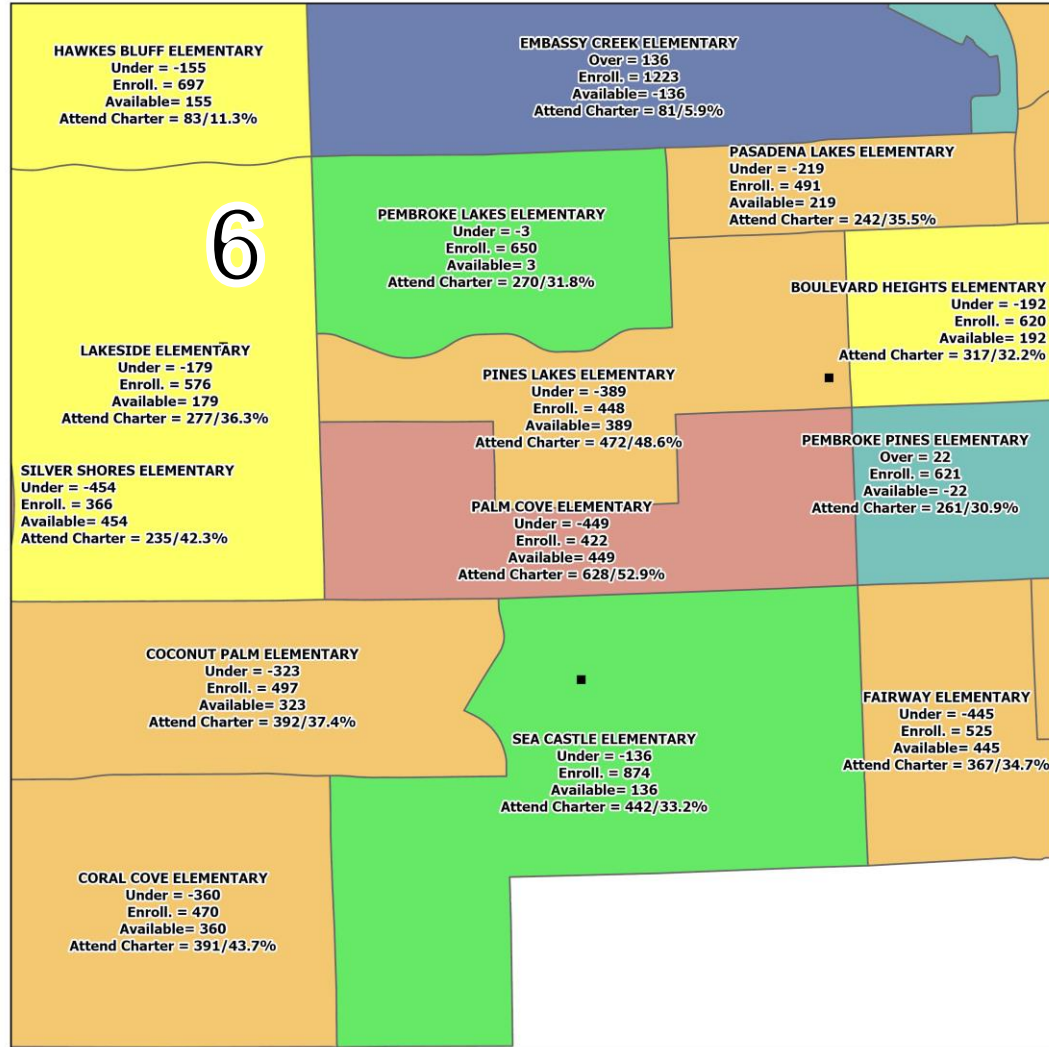 HAWKES BLUFF ELEMENTARY
Under = -155
Enroll. = 697
Available= 155
Attend Charter = 83/11.3%
EMBASSY CREEK ELEMENTARY
Over = 136
Enroll. = 1223
Available= -136
Attend Charter = 81/5.9%
PASADENA LAKES ELEMENTARY
Under = -219
Enroll. = 491
Available= 219
Attend Charter = 242/35.5%
6
PEMBROKE LAKES ELEMENTARY
Under = -3
Enroll. = 650
Available= 3
Attend Charter = 270/31.8%
BOULEVARD HEIGHTS ELEMENTARY
Under = -192
Enroll. = 620
Available= 192
Attend Charter = 317/32.2%
LAKESIDE ELEMENTARY
Under = -179
Enroll. = 576
Available= 179
Attend Charter = 277/36.3%
PINES LAKES ELEMENTARY
Under = -389
Enroll. = 448
Available= 389
Attend Charter = 472/48.6%
PEMBROKE PINES ELEMENTARY
Over = 22
Enroll. = 621
Available= -22
Attend Charter = 261/30.9%
SILVER SHORES ELEMENTARY
Under = -454
Enroll. = 366
Available= 454
Attend Charter = 235/42.3%
PALM COVE ELEMENTARY
Under = -449
Enroll. = 422
Available= 449
Attend Charter = 628/52.9%
COCONUT PALM ELEMENTARY
Under = -323
Enroll. = 497
Available= 323
Attend Charter = 392/37.4%
SEA CASTLE ELEMENTARY
Under = -136
Enroll. = 874
Available= 136
Attend Charter = 442/33.2%
FAIRWAY ELEMENTARY
Under = -445
Enroll. = 525
Available= 445
Attend Charter = 367/34.7%
CORAL COVE ELEMENTARY
Under = -360
Enroll. = 470
Available= 360
Attend Charter = 391/43.7%